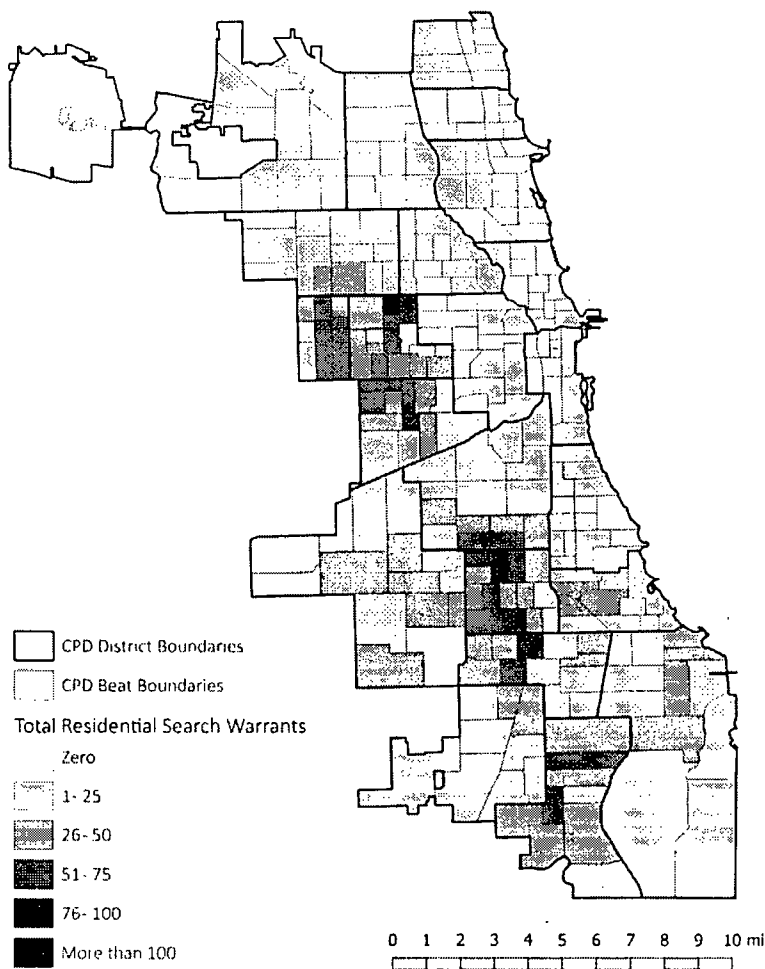 CPD District Boundaries
CPD Beat Boundaries
Total Residential Search Warrants
Zero
1- 25
26- 50
51- 75
76- 100
More than 100
0 1 2 3 4 5 6 7 8 9 10 mi